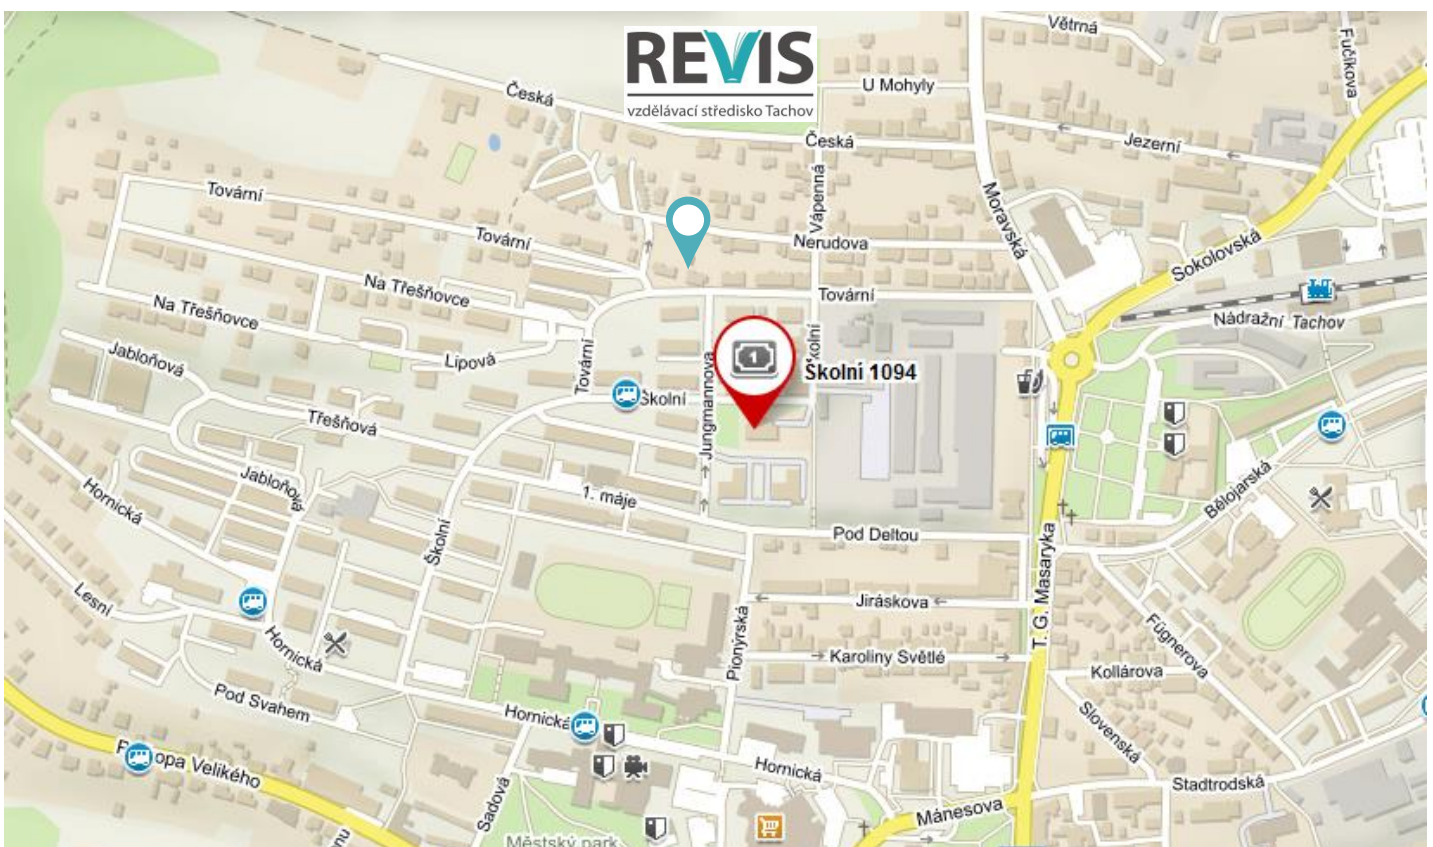 Větrná
Fučíkova
REVIS
vzdělávací středisko Tachov
U Mohyly
Česká
Česká
Jezerní
Vápenná
Moravská
Tovární
Tovární
Nerudova
Sokolovská
Na Třešňovce
Tovární
Na Třešňovce
Nádražní
Tachov
Jabloňová
Lipová
Tovární
Jungmannova
1
Školní 1094
Školní
Třešňová
Jabloňová
Hornická
1. máje
Bělojarská
Školní
Pod Deltou
T. G. Masaryka
Lesní
Jiráskova
Pionýrská
Fügnerova
Hornická
Karoliny Světlé
Kollárova
Pod Svahem
Hornická
Slovenská
opa Velikého
Hornická
Stadtrodská
Sadová
Mánesova
Městský park